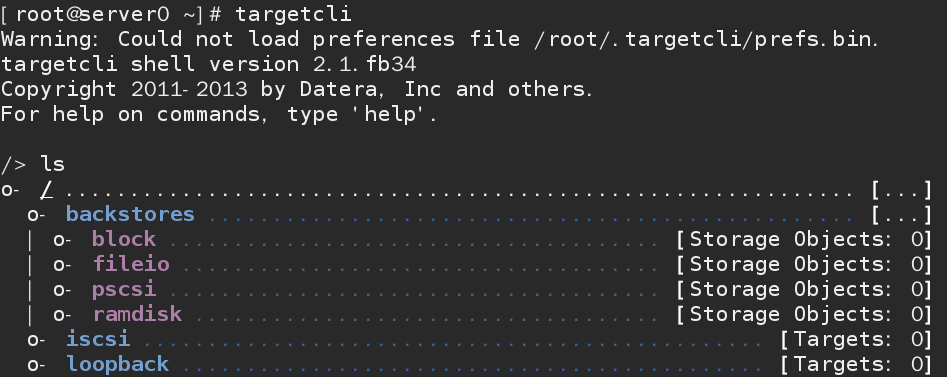 [root@server0 ~]# targetcli
Warning: Could not load preferences file /root/.targetcli/prefs.bin.
targetcli shell version 2.1.fb34
Copyright 2011-2013 by Datera, Inc and others.
For help on commands, type 'help'.
/> ls
o- / ............................................................. [...]
  o- backstores .................................................. [...]
  | o- block ...................................... [Storage Objects: 0]
  | o- fileio ..................................... [Storage Objects: 0]
  | o- pscsi ...................................... [Storage Objects: 0]
  | o- ramdisk .................................... [Storage Objects: 0]
  o- iscsi ................................................ [Targets: 0]
  o- loopback ............................................. [Targets: 0]